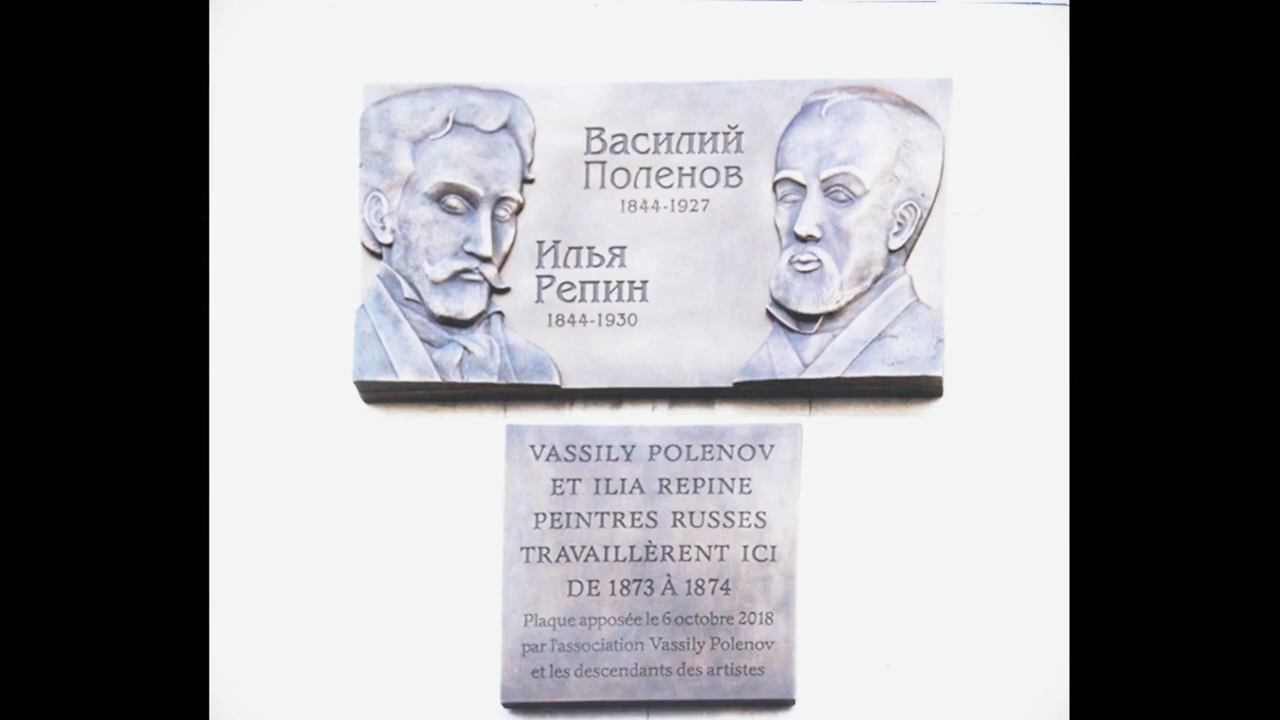 Василий
Поленов
1844-1927
Илья
Репин
1844-1930
VASSILY POLENOV
ET ILIA REPINE
PEINTRES RUSSES
TRAVAILLÈRENT ICI
DE 1873 À 1874
Plaque apposée le 6 octobre 2018
par l'association Vassily Polenov
et les descendants des artistes